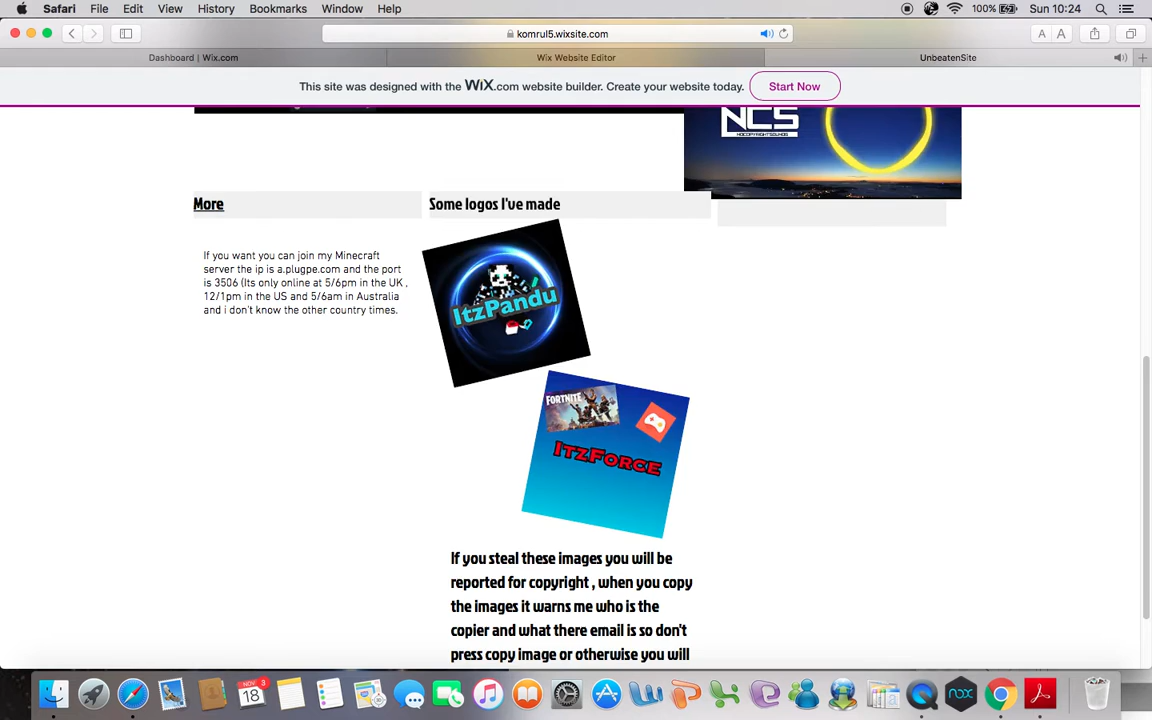 Safari File Edit View History Bookmarks Window Help
100% Sun 10:24
komrul5.wixsite.com
A A
Dashboard | Wix.com
Wix Website Editor
UnbeatenSite
This site was designed with the WiX.com website builder. Create your website today.
Start Now
NCS
NOCOPYRIGHTSOUNDS
More
Some logos I've made
If you want you can join my Minecraft
server the ip is a.plugpe.com and the port
is 3506 (Its only online at 5/6pm in the UK ,
12/1pm in the US and 5/6am in Australia
and i don't know the other country times.
ItzPandu
FORTNITE
ItzForce
If you steal these images you will be
reported for copyright , when you copy
the images it warns me who is the
copier and what there email is so don't
press copy image or otherwise you will
NOV
3
18
nox